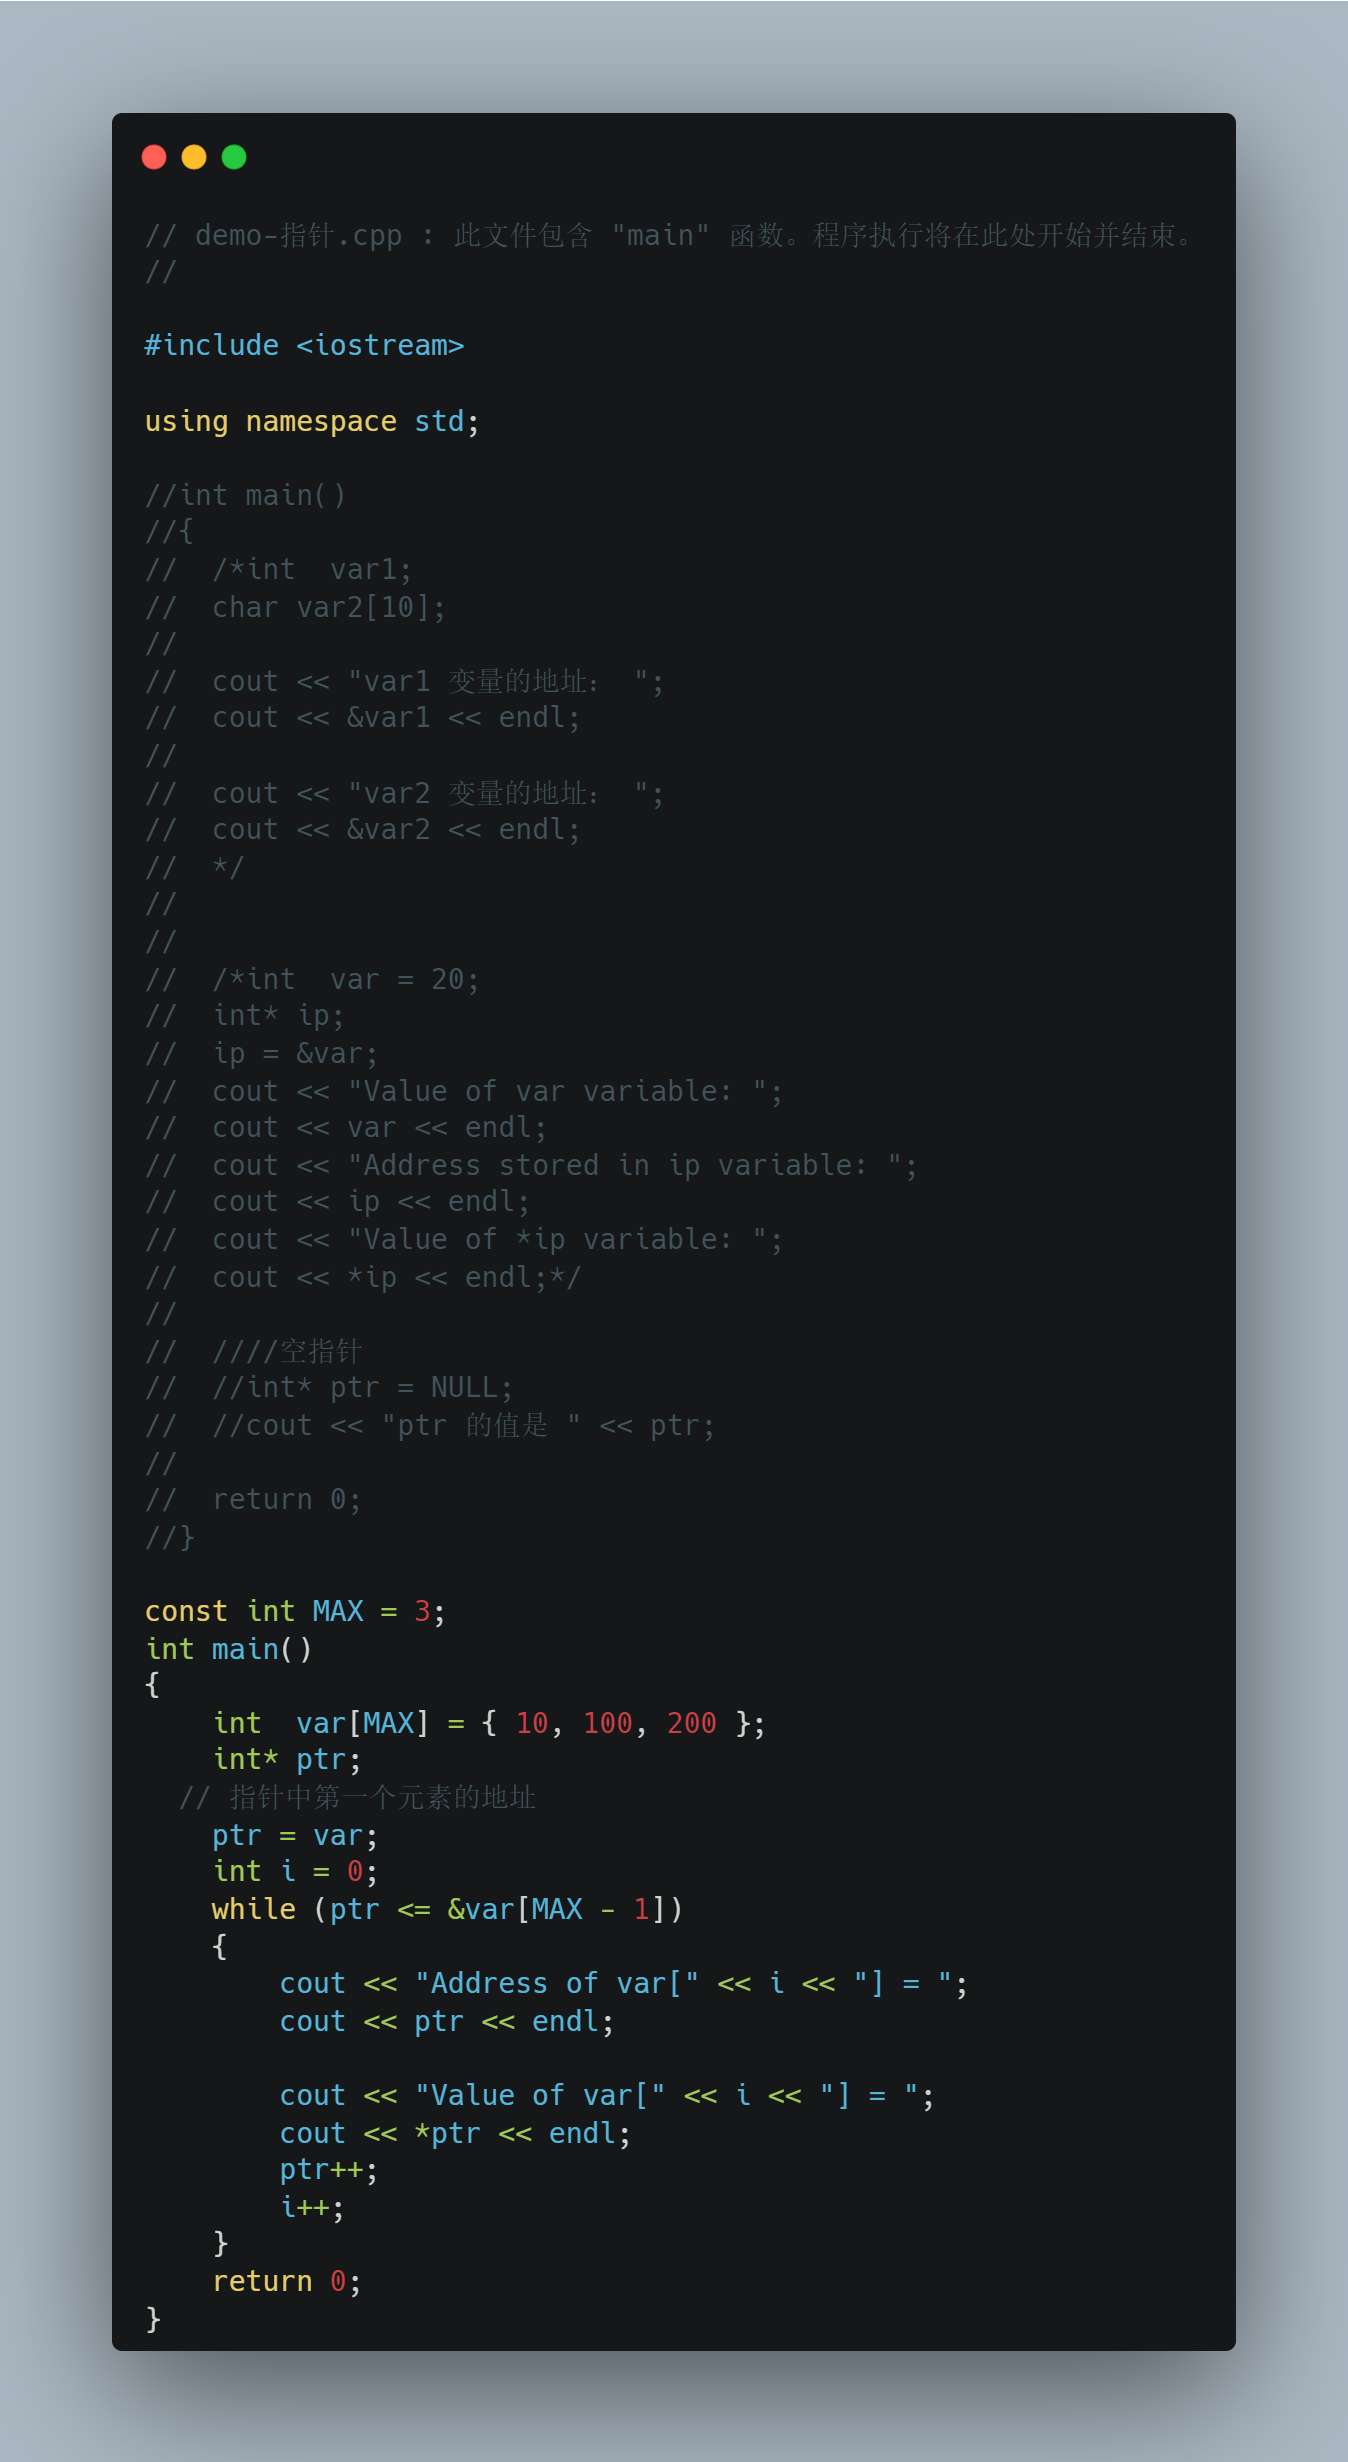 // demo-指针.cpp : 此文件包含 "main" 函数。程序执行将在此处开始并结束。
//
#include <iostream>
using namespace std;
//int main()
//{
//  /*int  var1;
//  char var2[10];
//
//  cout << "var1 变量的地址： ";
//  cout << &var1 << endl;
//
//  cout << "var2 变量的地址： ";
//  cout << &var2 << endl;
//  */
//
//
//  /*int  var = 20;
//  int* ip;
//  ip = &var;
//  cout << "Value of var variable: ";
//  cout << var << endl;
//  cout << "Address stored in ip variable: ";
//  cout << ip << endl;
//  cout << "Value of *ip variable: ";
//  cout << *ip << endl;*/
//
//  ////空指针
//  //int* ptr = NULL;
//  //cout << "ptr 的值是 " << ptr;
//
//  return 0;
//}
const int MAX = 3;
int main()
{
    int  var[MAX] = { 10, 100, 200 };
    int* ptr;
  // 指针中第一个元素的地址
    ptr = var;
    int i = 0;
    while (ptr <= &var[MAX - 1])
    {
        cout << "Address of var[" << i << "] = ";
        cout << ptr << endl;
        cout << "Value of var[" << i << "] = ";
        cout << *ptr << endl;
        ptr++;
        i++;
    }
    return 0;
}